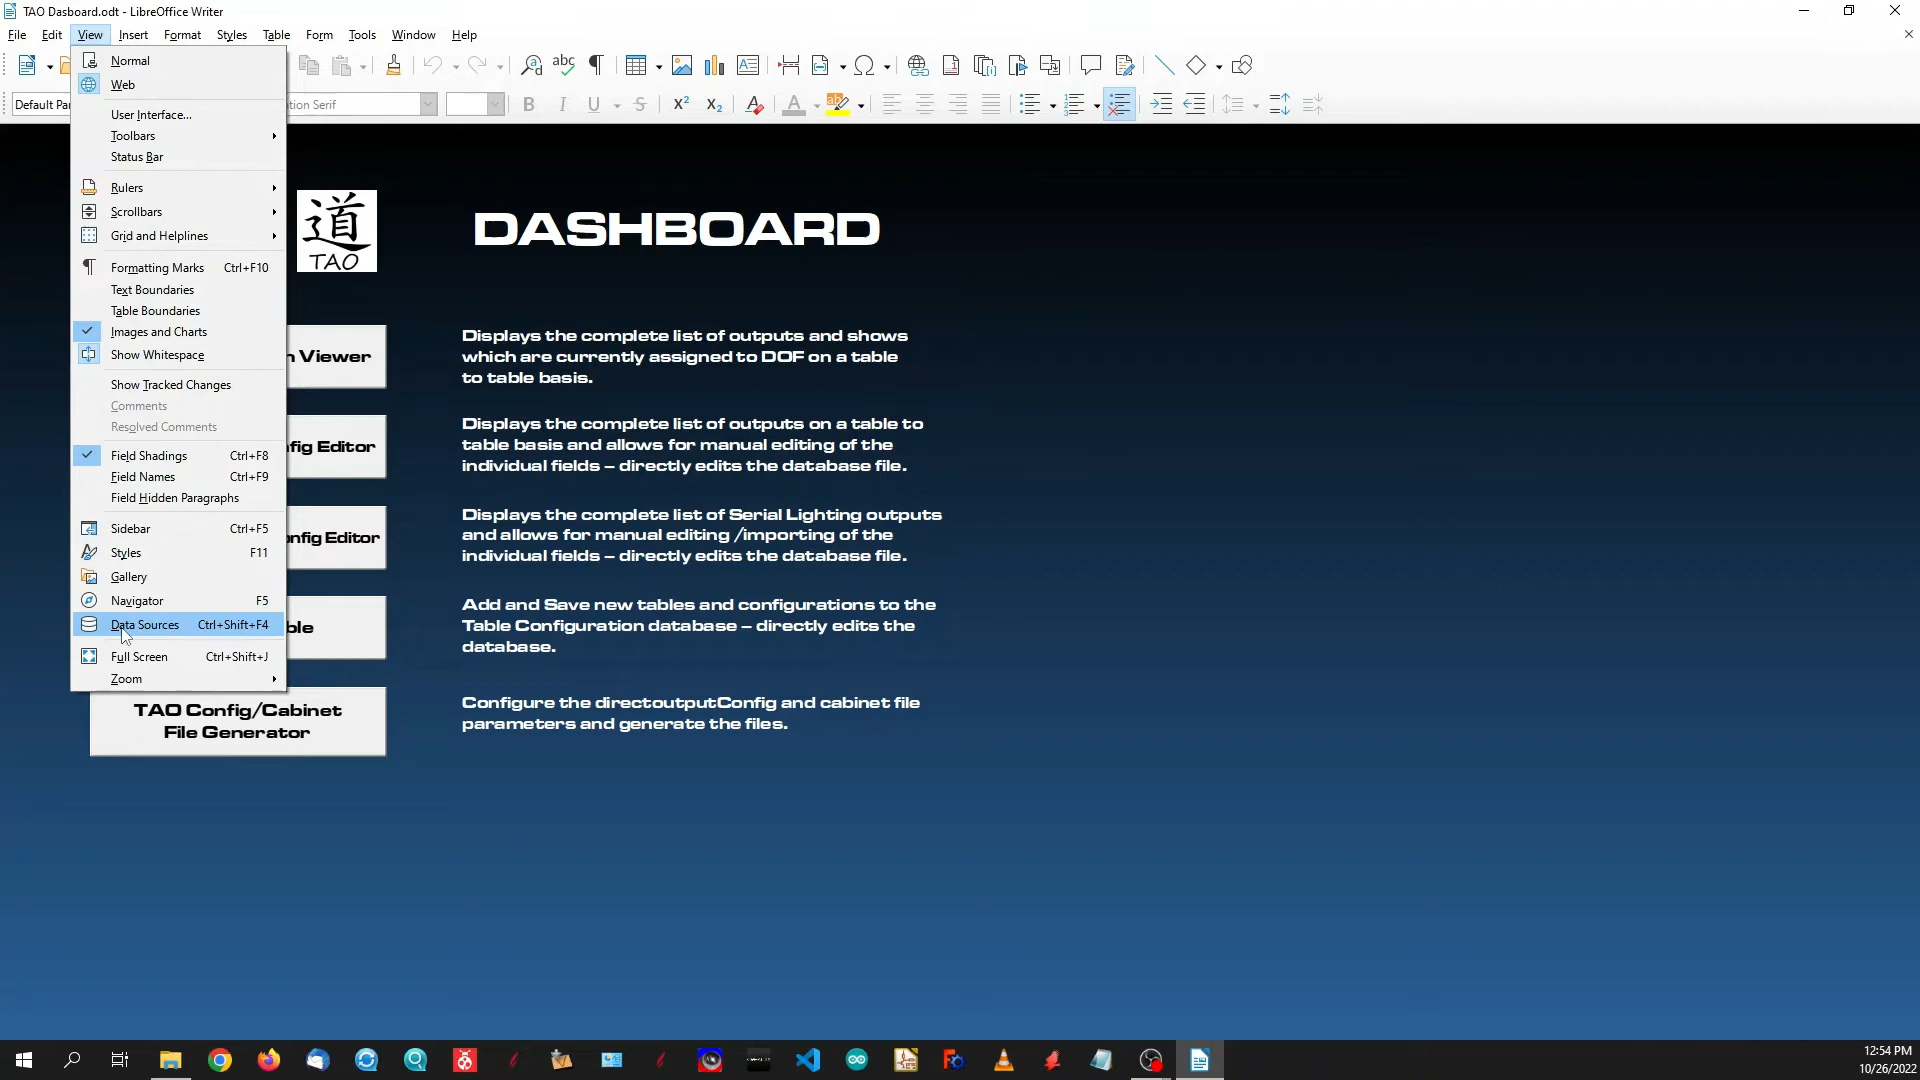 TAO Dasboard.odt - LibreOffice Writer
File Edit View Insert Format Styles Table Form Tools Window Help
Default Par
tion Serif
Normal
Web
User Interface...
Toolbars
Status Bar
Rulers
Scrollbars
Grid and Helplines
Formatting Marks Ctrl+F10
Text Boundaries
Table Boundaries
Images and Charts
Show Whitespace
Show Tracked Changes
Comments
Resolved Comments
Field Shadings Ctrl+F8
Field Names Ctrl+F9
Field Hidden Paragraphs
Sidebar Ctrl+F5
Styles F11
Gallery
Navigator F5
Data Sources Ctrl+Shift+F4
Full Screen Ctrl+Shift+J
Zoom
道
TAO
DASHBOARD
n Viewer
Displays the complete list of outputs and shows
which are currently assigned to DOF on a table
to table basis.
nfig Editor
Displays the complete list of outputs on a table to
table basis and allows for manual editing of the
individual fields – directly edits the database file.
onfig Editor
Displays the complete list of Serial Lighting outputs
and allows for manual editing /importing of the
individual fields – directly edits the database file.
ble
Add and Save new tables and configurations to the
Table Configuration database – directly edits the
database.
TAO Config/Cabinet
File Generator
Configure the directoutputConfig and cabinet file
parameters and generate the files.
12:54 PM
10/26/2022